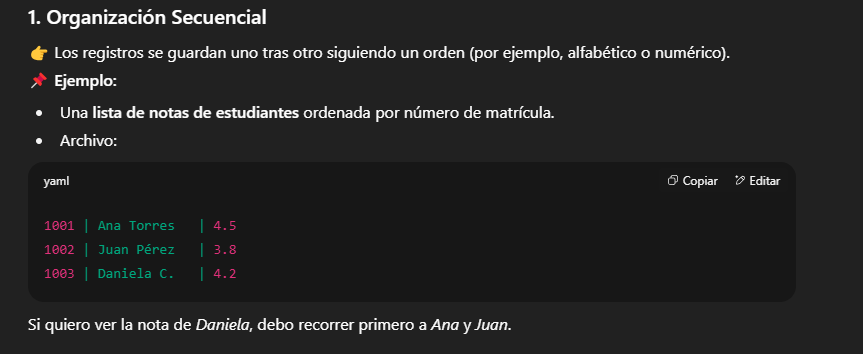 1. Organización Secuencial
👉 Los registros se guardan uno tras otro siguiendo un orden (por ejemplo, alfabético o numérico).
📌 Ejemplo:
• Una lista de notas de estudiantes ordenada por número de matrícula.
• Archivo:
yaml Copiar Editar
1001 | Ana Torres   | 4.5
1002 | Juan Pérez   | 3.8
1003 | Daniela C.   | 4.2
Si quiero ver la nota de Daniela, debo recorrer primero a Ana y Juan.